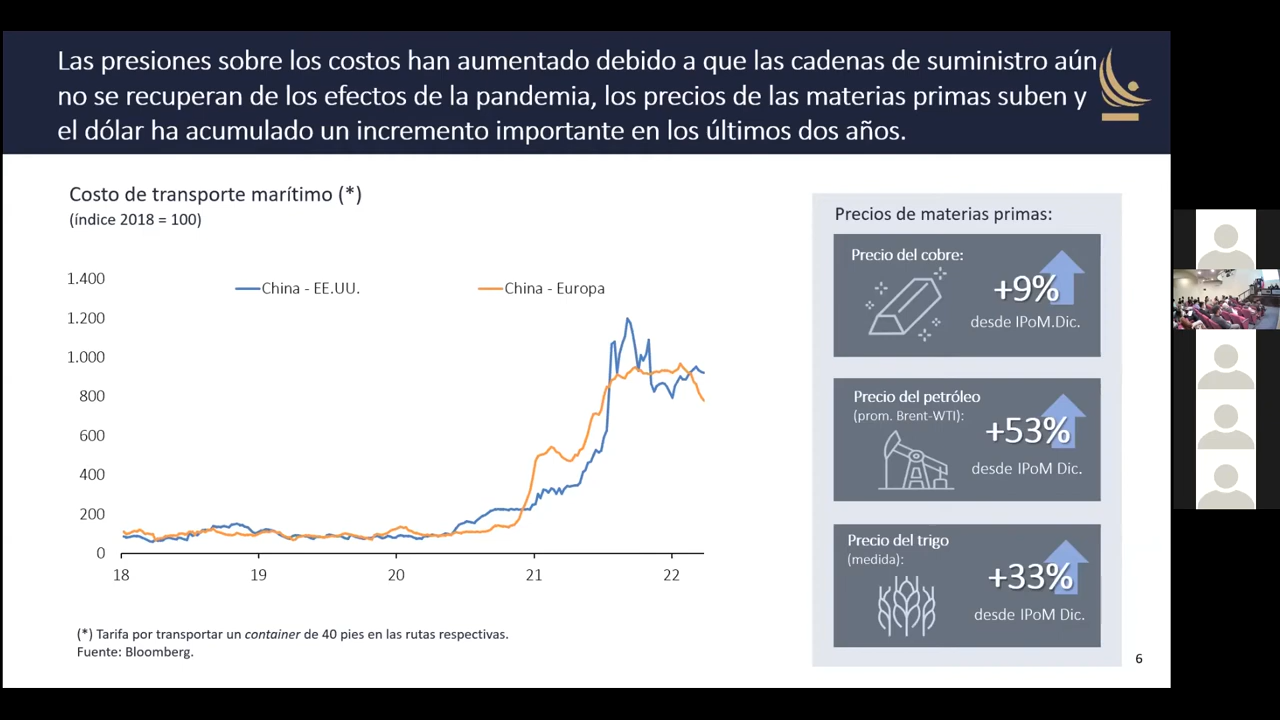 Las presiones sobre los costos han aumentado debido a que las cadenas de suministro aún
no se recuperan de los efectos de la pandemia, los precios de las materias primas suben y
el dólar ha acumulado un incremento importante en los últimos dos años.
Costo de transporte marítimo (*)
(índice 2018 = 100)
1.400
1.200
1.000
800
600
400
200
0
China - EE.UU.
China - Europa
18
19
20
21
22
(*) Tarifa por transportar un container de 40 pies en las rutas respectivas.
Fuente: Bloomberg.
Precios de materias primas:
Precio del cobre:
+9%
desde IPoM.Dic.
Precio del petróleo
(prom. Brent-WTI):
+53%
desde IPoM Dic.
Precio del trigo
(medida):
+33%
desde IPoM Dic.
6